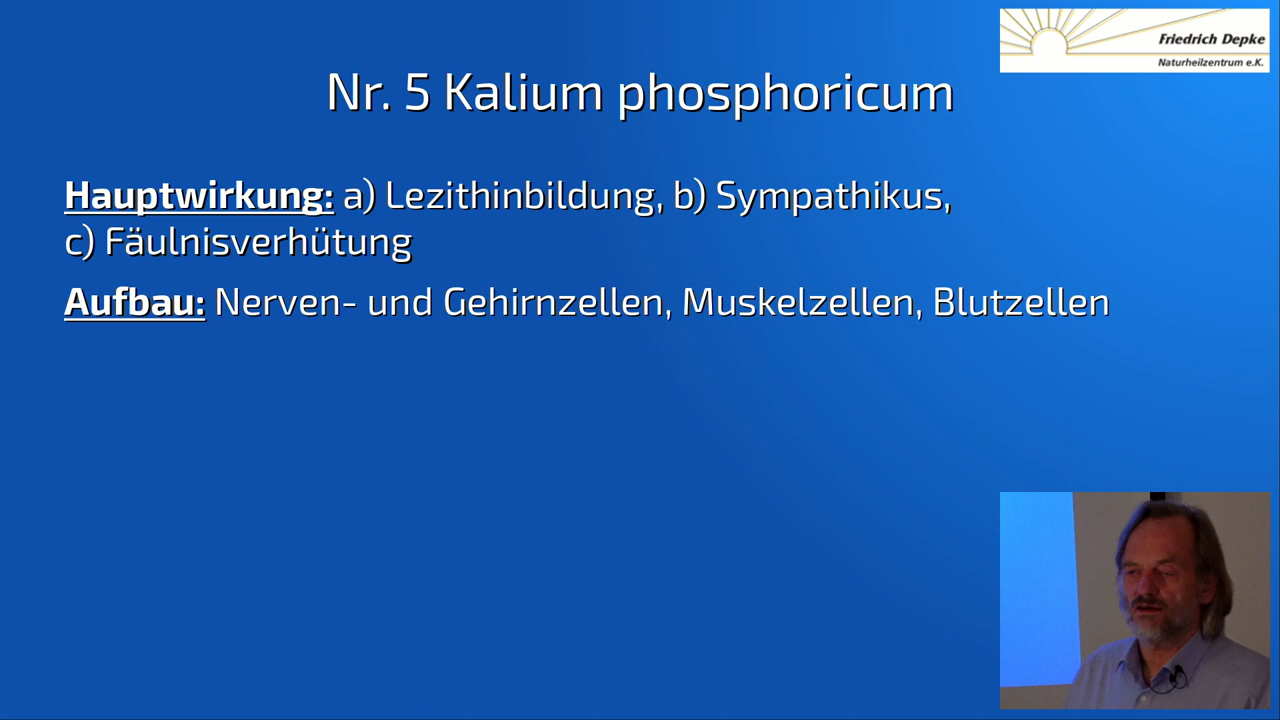 Friedrich Depke
Naturheilzentrum e.K.
Nr. 5 Kalium phosphoricum
Hauptwirkung: a) Lezithinbildung, b) Sympathikus,
c) Fäulnisverhütung
Aufbau: Nerven- und Gehirnzellen, Muskelzellen, Blutzellen